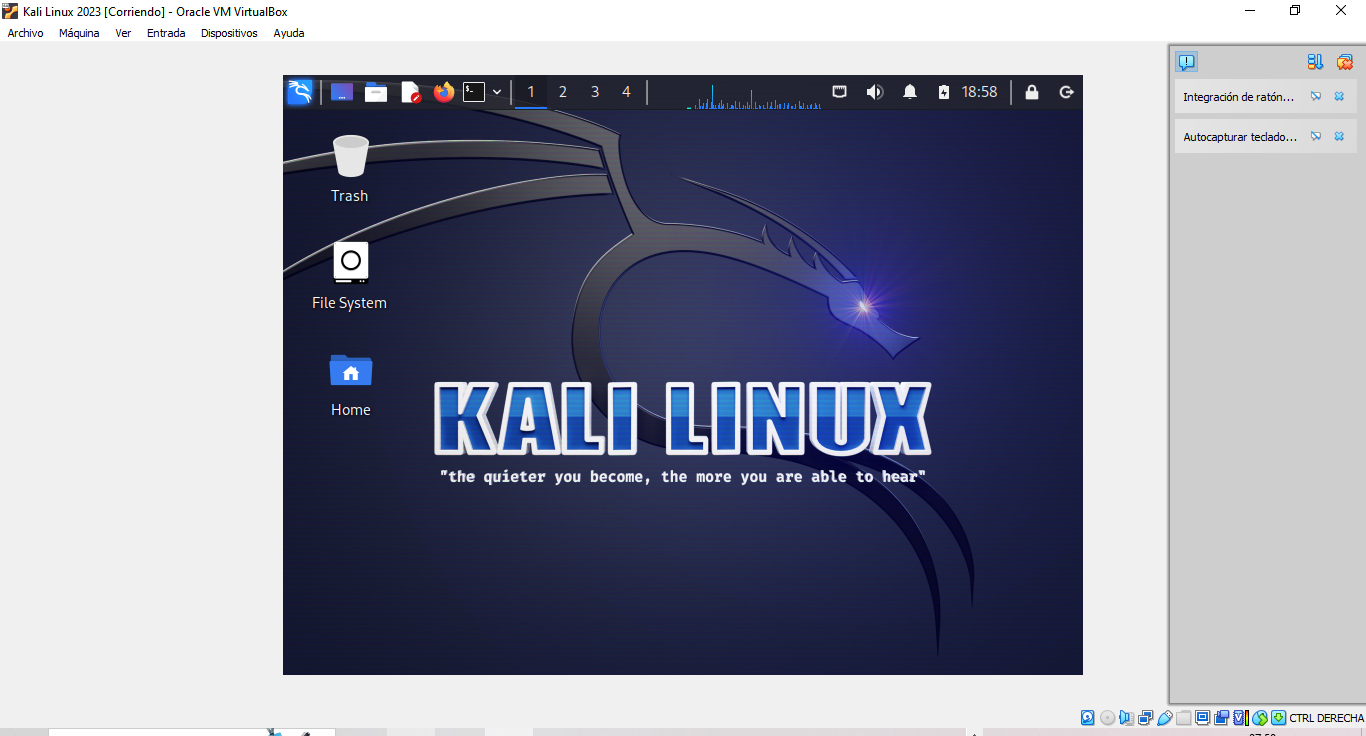 Kali Linux 2023 [Corriendo] - Oracle VM VirtualBox
Archivo Máquina Ver Entrada Dispositivos Ayuda
1 2 3 4 18:58
Integración de ratón...
Autocapturar teclado...
Trash
File System
Home
KALI LINUX
"the quieter you become, the more you are able to hear"
CTRL DERECHA